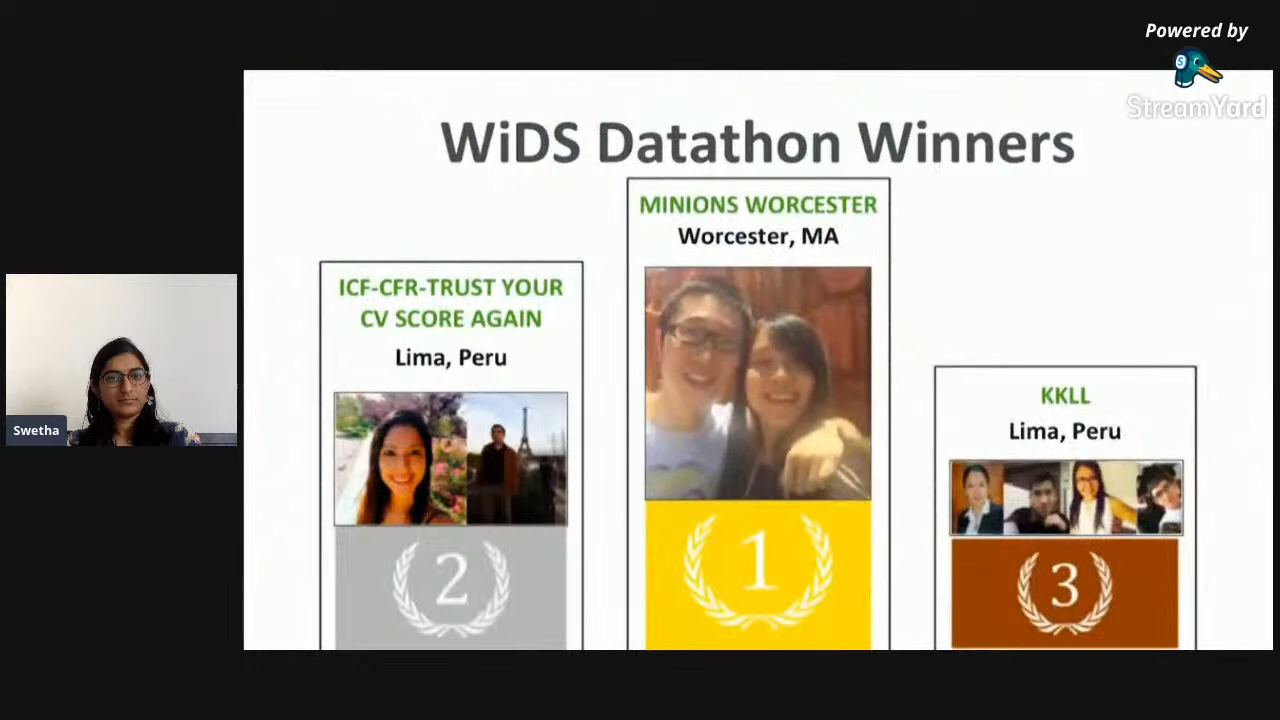 Powered by
StreamYard
WiDS Datathon Winners
MINIONS WORCESTER
Worcester, MA
ICF-CFR-TRUST YOUR
CV SCORE AGAIN
Lima, Peru
KKLL
Lima, Peru
Swetha
2
1
3